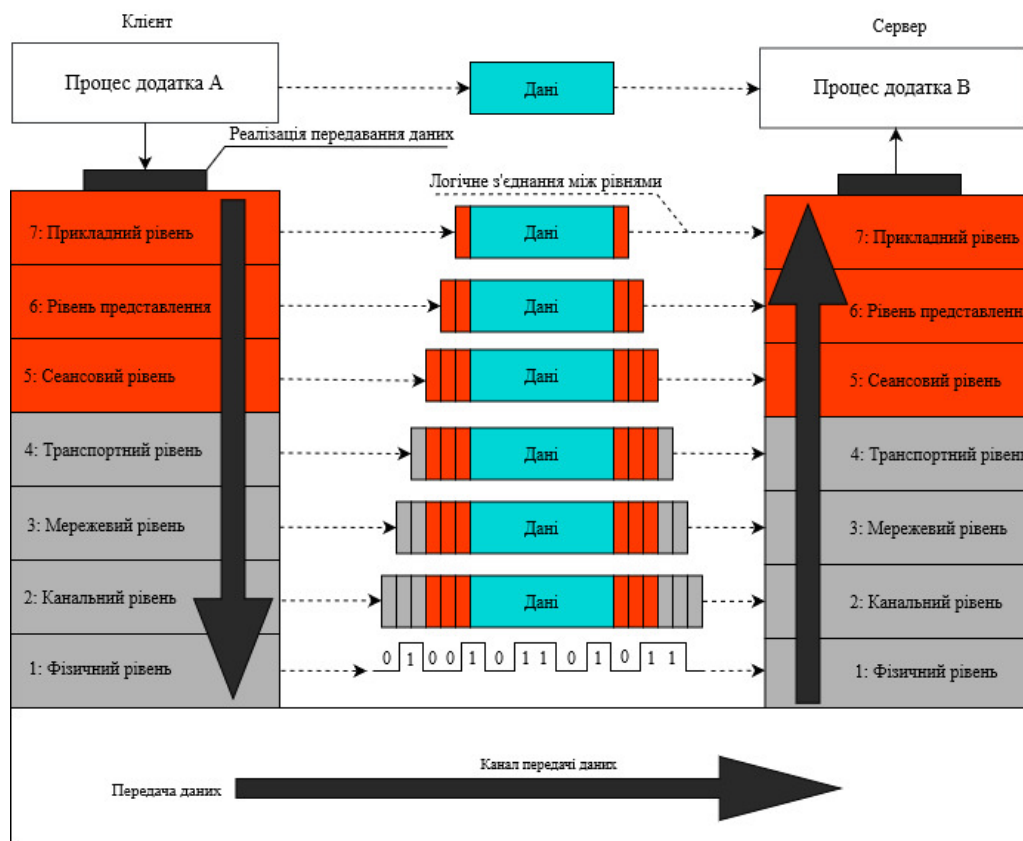 Клієнт
Сервер
Процес додатка А
Дані
Процес додатка В
Реалізація передавання даних
Логічне з'єднання між рівнями
7: Прикладний рівень
Дані
7: Прикладний рівень
6: Рівень представлення
Дані
6: Рівень представлення
5: Сеансовий рівень
Дані
5: Сеансовий рівень
4: Транспортний рівень
Дані
4: Транспортний рівень
3: Мережевий рівень
Дані
3: Мережевий рівень
2: Канальний рівень
Дані
2: Канальний рівень
1: Фізичний рівень
0 1 0 0 1 0 1 1 0 1 0 1 1
1: Фізичний рівень
Канал передачі даних
Передача даних